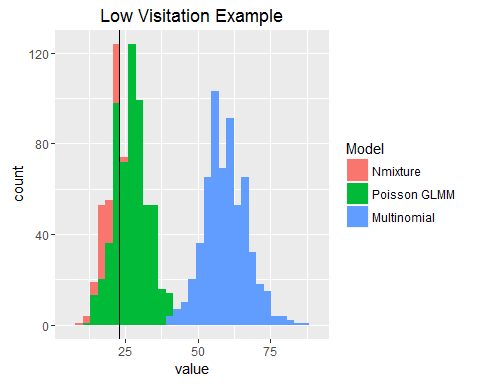 Low Visitation Example
120
80
40
0
count
25
50
75
value
Model
Nmixture
Poisson GLMM
Multinomial